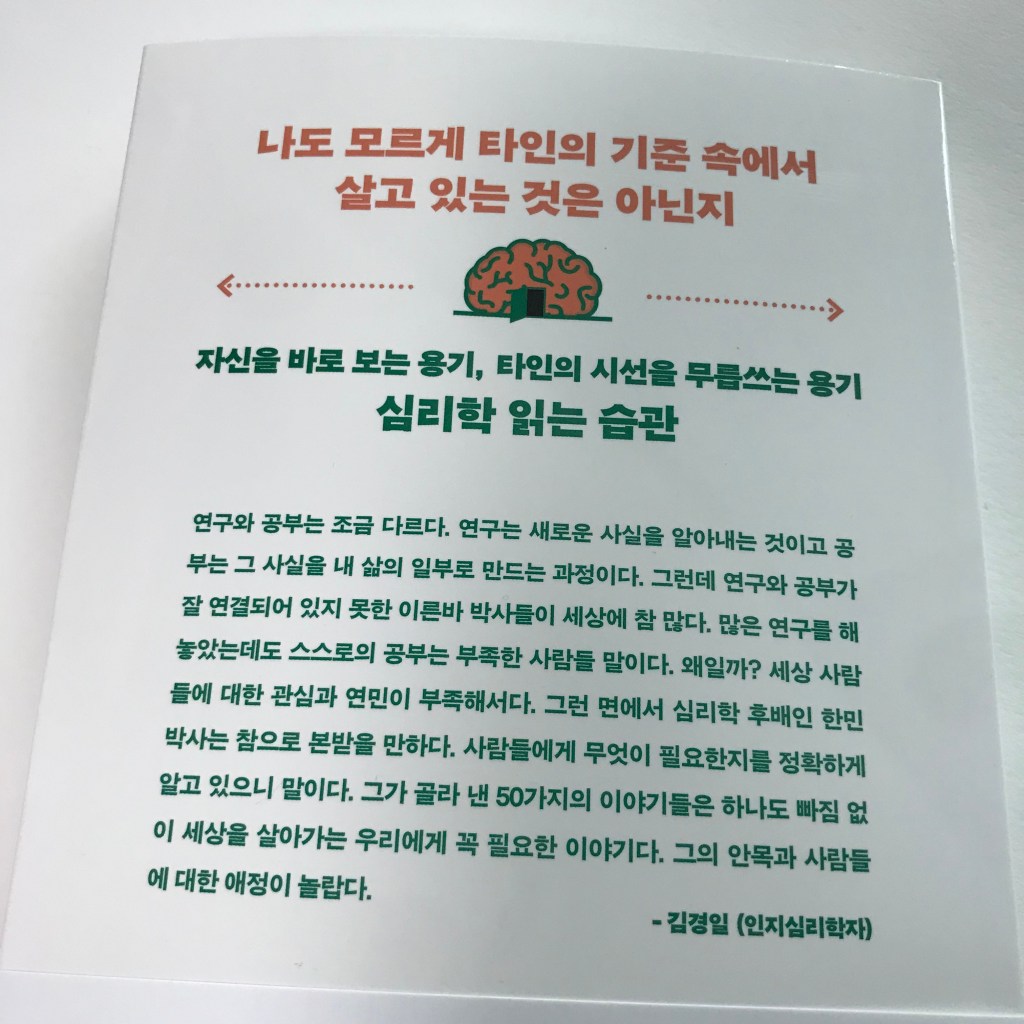 나도 모르게 타인의 기준 속에서
살고 있는 것은 아닌지
자신을 바로 보는 용기, 타인의 시선을 무릅쓰는 용기
심리학 읽는 습관
연구와 공부는 조금 다르다. 연구는 새로운 사실을 알아내는 것이고 공
부는 그 사실을 내 삶의 일부로 만드는 과정이다. 그런데 연구와 공부가
잘 연결되어 있지 못한 이른바 박사들이 세상에 참 많다. 많은 연구를 해
놓았는데도 스스로의 공부는 부족한 사람들 말이다. 왜일까? 세상 사람
들에 대한 관심과 연민이 부족해서다. 그런 면에서 심리학 후배인 한민
박사는 참으로 본받을 만하다. 사람들에게 무엇이 필요한지를 정확하게
알고 있으니 말이다. 그가 골라 낸 50가지의 이야기들은 하나도 빠짐 없
이 세상을 살아가는 우리에게 꼭 필요한 이야기다. 그의 안목과 사람들
에 대한 애정이 놀랍다.
- 김경일 (인지심리학자)